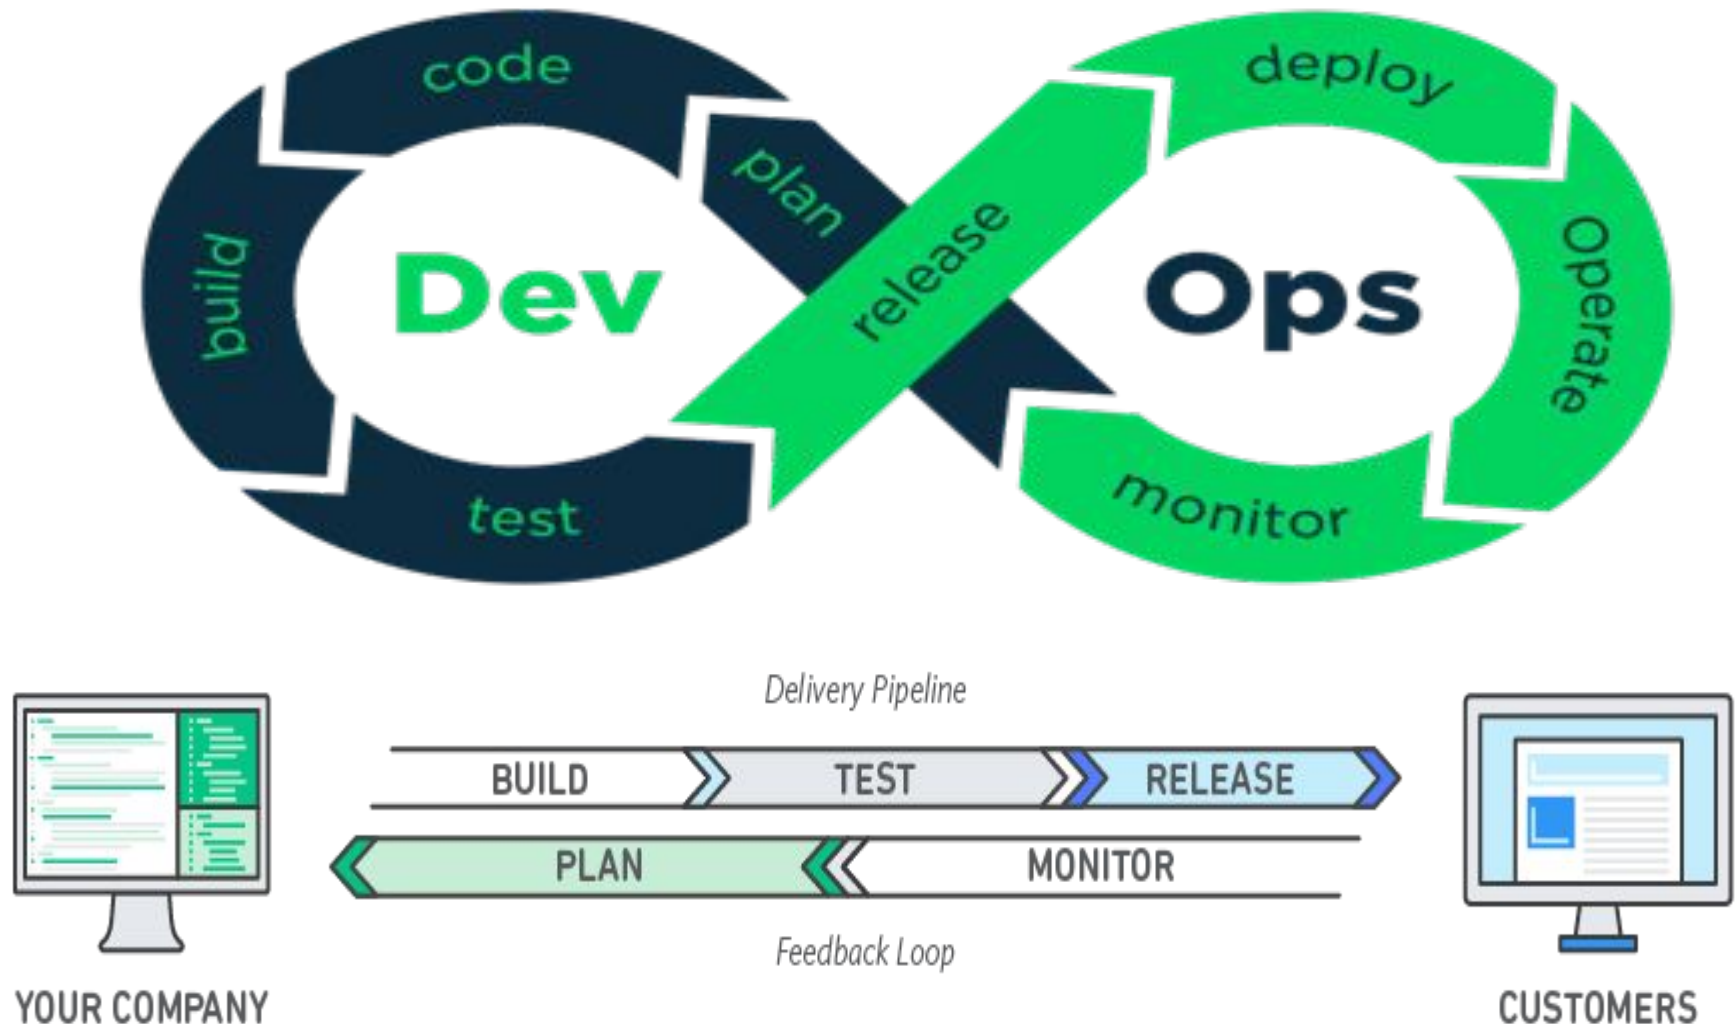 code
deploy
plan
release
build
Dev
Ops
Operate
test
monitor
Delivery Pipeline
BUILD
TEST
RELEASE
PLAN
MONITOR
Feedback Loop
YOUR COMPANY
CUSTOMERS